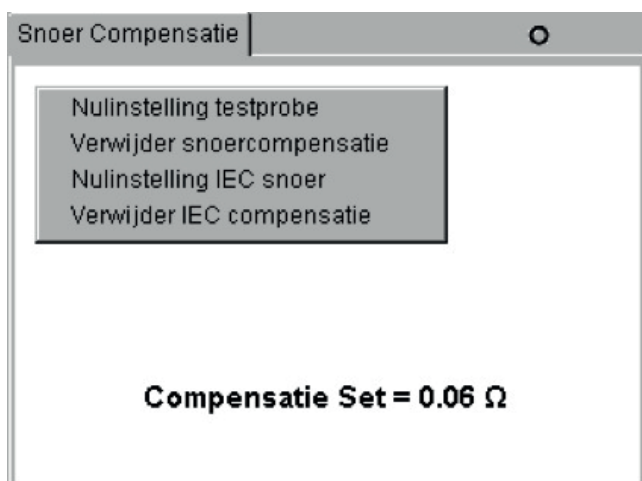 Snoer Compensatie
Nulinstelling testprobe
Verwijder snoercompensatie
Nulinstelling IEC snoer
Verwijder IEC compensatie
Compensatie Set = 0.06 Ω